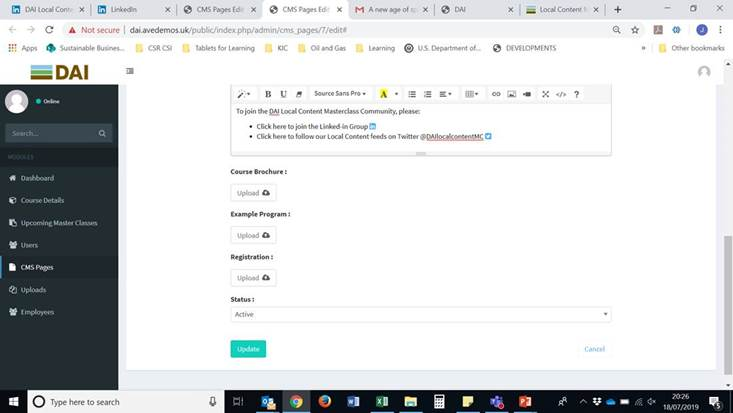 DAI Local Conte
LinkedIn
CMS Pages Edit
CMS Pages Edit
A new age of
DAI
Local Content M
Not secure | dai.avedemos.uk/public/index.php/admin/cms_pages/7/edit#
Apps
Sustainable Busines...
CSR CSI
Tablets for Learning
KIC
Oil and Gas
Learning
U.S. Department of...
DEVELOPMENTS
»
Other bookmarks
DAI
Online
Search...
MODULES
Dashboard
Course Details
Upcoming Master Classes
Users
CMS Pages
Uploads
Employees
B U Source Sans Pro A </> ?
To join the DAI Local Content Masterclass Community, please:
• Click here to join the Linked-in Group in
• Click here to follow our Local Content feeds on Twitter @DAIlocalcontentMC
Course Brochure :
Upload
Example Program :
Upload
Registration :
Upload
Status :
Active
Update
Cancel
Type here to search
20:26
18/07/2019